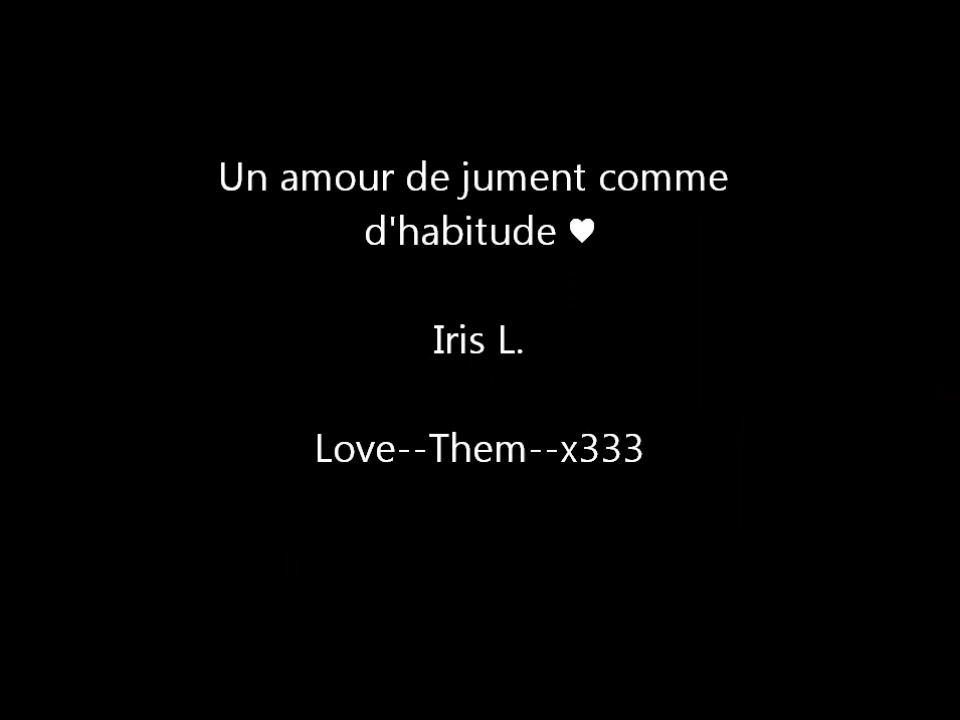 Un amour de jument comme
d'habitude ♥
Iris L.
Love--Them--x333